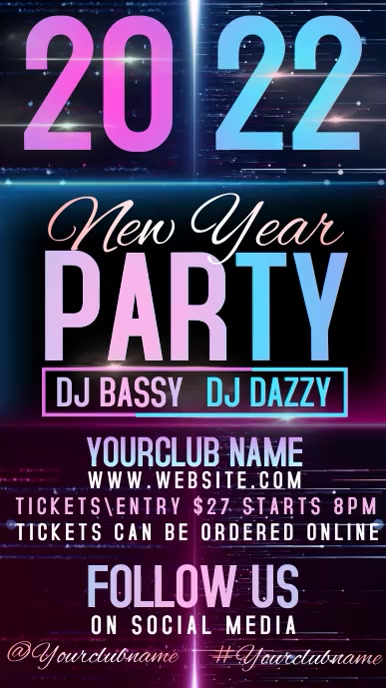 2022
New Year
PARTY
DJ BASSY DJ DAZZY
YOURCLUB NAME
WWW.WEBSITE.COM
TICKETS\ENTRY $27 STARTS 8PM
TICKETS CAN BE ORDERED ONLINE
FOLLOW US
ON SOCIAL MEDIA
@Yourclubname #Yourclubname